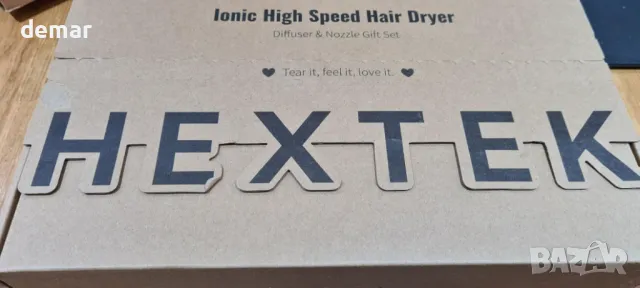 demar
Ionic High Speed Hair Dryer
Diffuser & Nozzle Gift Set
Tear it, feel it, love it.
HEXTEK
BAZAR